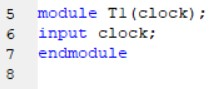 5 module T1(clock);
6 input clock;
7 endmodule
8